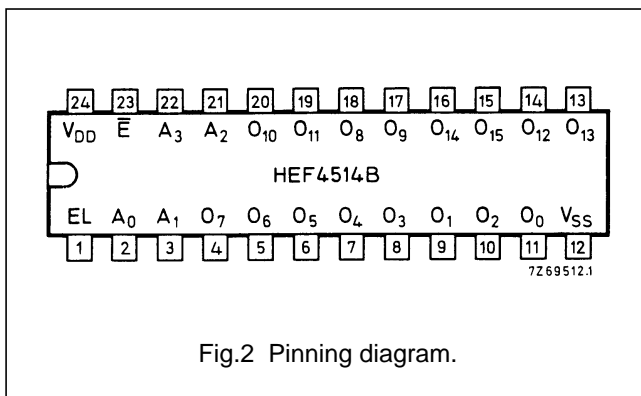 24 23 22 21 20 19 18 17 16 15 14 13
V_DD E̅ A₃ A₂ O₁₀ O₁₁ O₈ O₉ O₁₄ O₁₅ O₁₂ O₁₃
HEF4514B
EL A₀ A₁ O₇ O₆ O₅ O₄ O₃ O₁ O₂ O₀ V_SS
1 2 3 4 5 6 7 8 9 10 11 12
7Z69512.1
Fig.2 Pinning diagram.